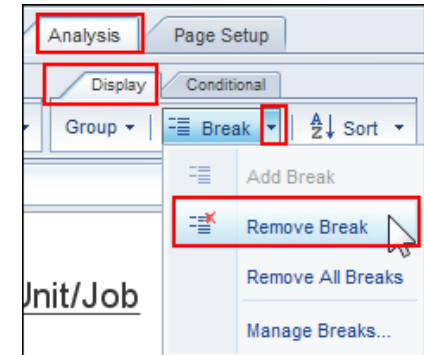 Analysis Page Setup
Display Conditional
Group Break Sort
Add Break
Remove Break
Remove All Breaks
Unit/Job
Manage Breaks...